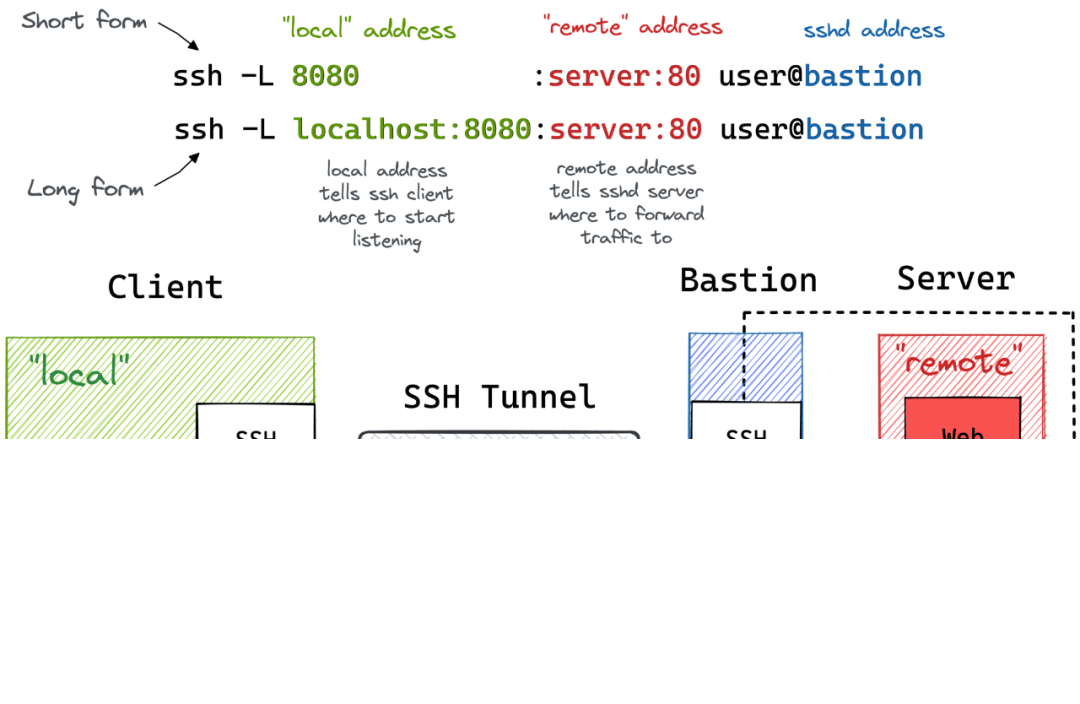 Short form
"local" address
"remote" address
sshd address
ssh -L 8080 :server:80 user@bastion
ssh -L localhost:8080:server:80 user@bastion
Long form
local address
tells ssh client
where to start
listening
remote address
tells sshd server
where to forward
traffic to
Client
Bastion
Server
"local"
"remote"
SSH Tunnel
SSH
SSH
Web